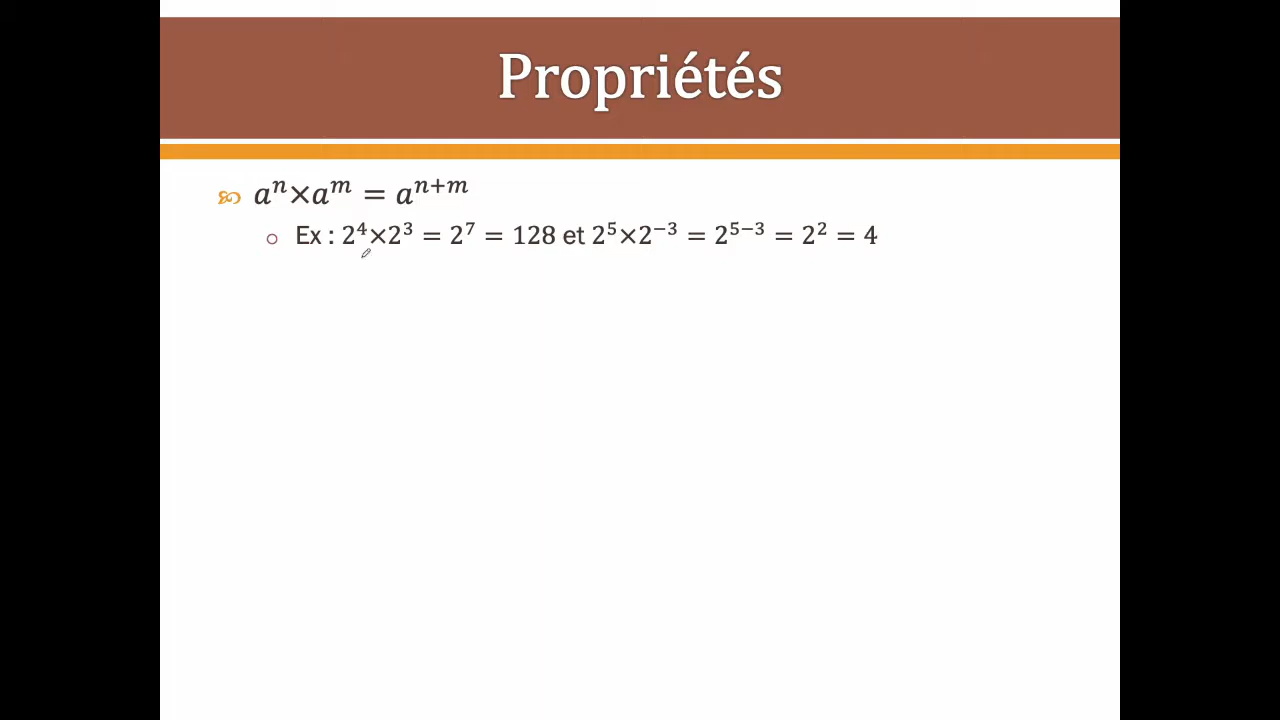 Propriétés
aⁿ×aᵐ = aⁿ⁺ᵐ
Ex : 2⁴×2³ = 2⁷ = 128 et 2⁵×2⁻³ = 2⁵⁻³ = 2² = 4